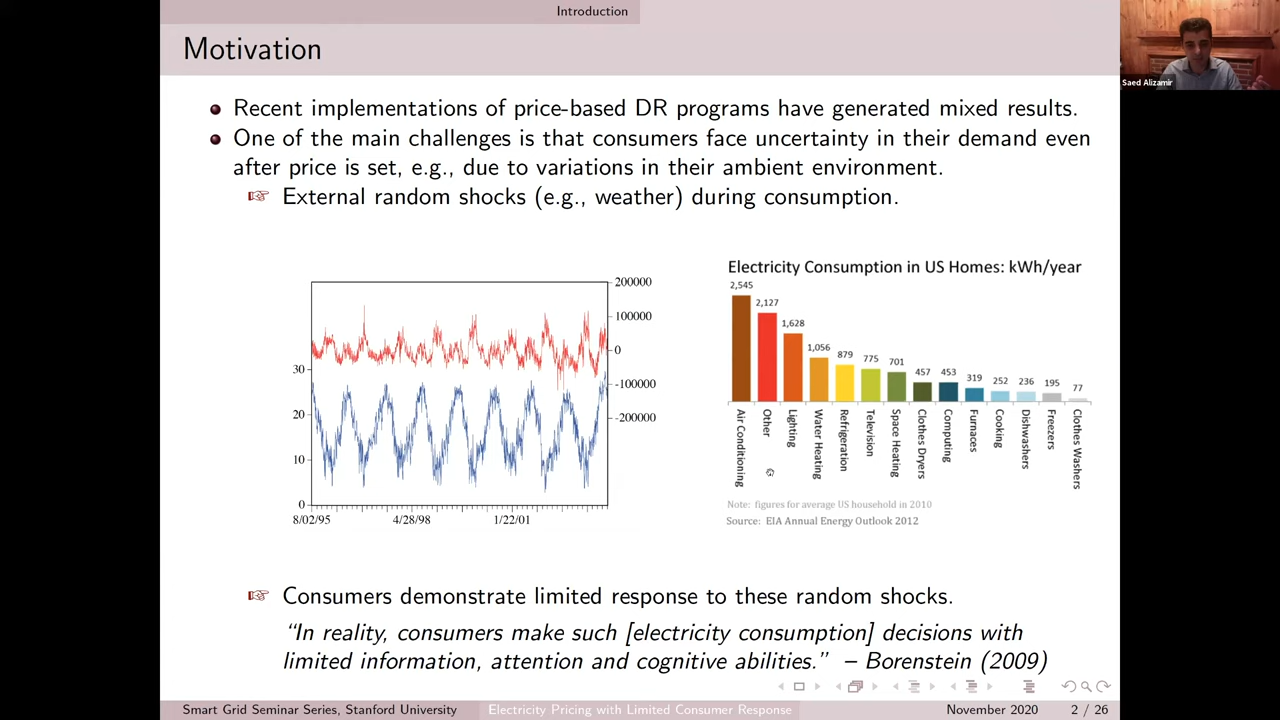 Introduction
Motivation
Saed Alizamir
Recent implementations of price-based DR programs have generated mixed results.
One of the main challenges is that consumers face uncertainty in their demand even
after price is set, e.g., due to variations in their ambient environment.
External random shocks (e.g., weather) during consumption.
200000
100000
0
-100000
-200000
30
20
10
0
8/02/95 4/28/98 1/22/01
Electricity Consumption in US Homes: kWh/year
2,545
2,127
1,628
1,056
879
775
701
457
453
319
252
236
195
77
Air Conditioning
Other
Lighting
Water Heating
Refrigeration
Television
Space Heating
Clothes Dryers
Computing
Furnaces
Cooking
Dishwashers
Freezers
Clothes Washers
Note: figures for average US household in 2010
Source: EIA Annual Energy Outlook 2012
Consumers demonstrate limited response to these random shocks.
“In reality, consumers make such [electricity consumption] decisions with
limited information, attention and cognitive abilities.” – Borenstein (2009)
Smart Grid Seminar Series, Stanford University Electricity Pricing with Limited Consumer Response November 2020 2 / 26